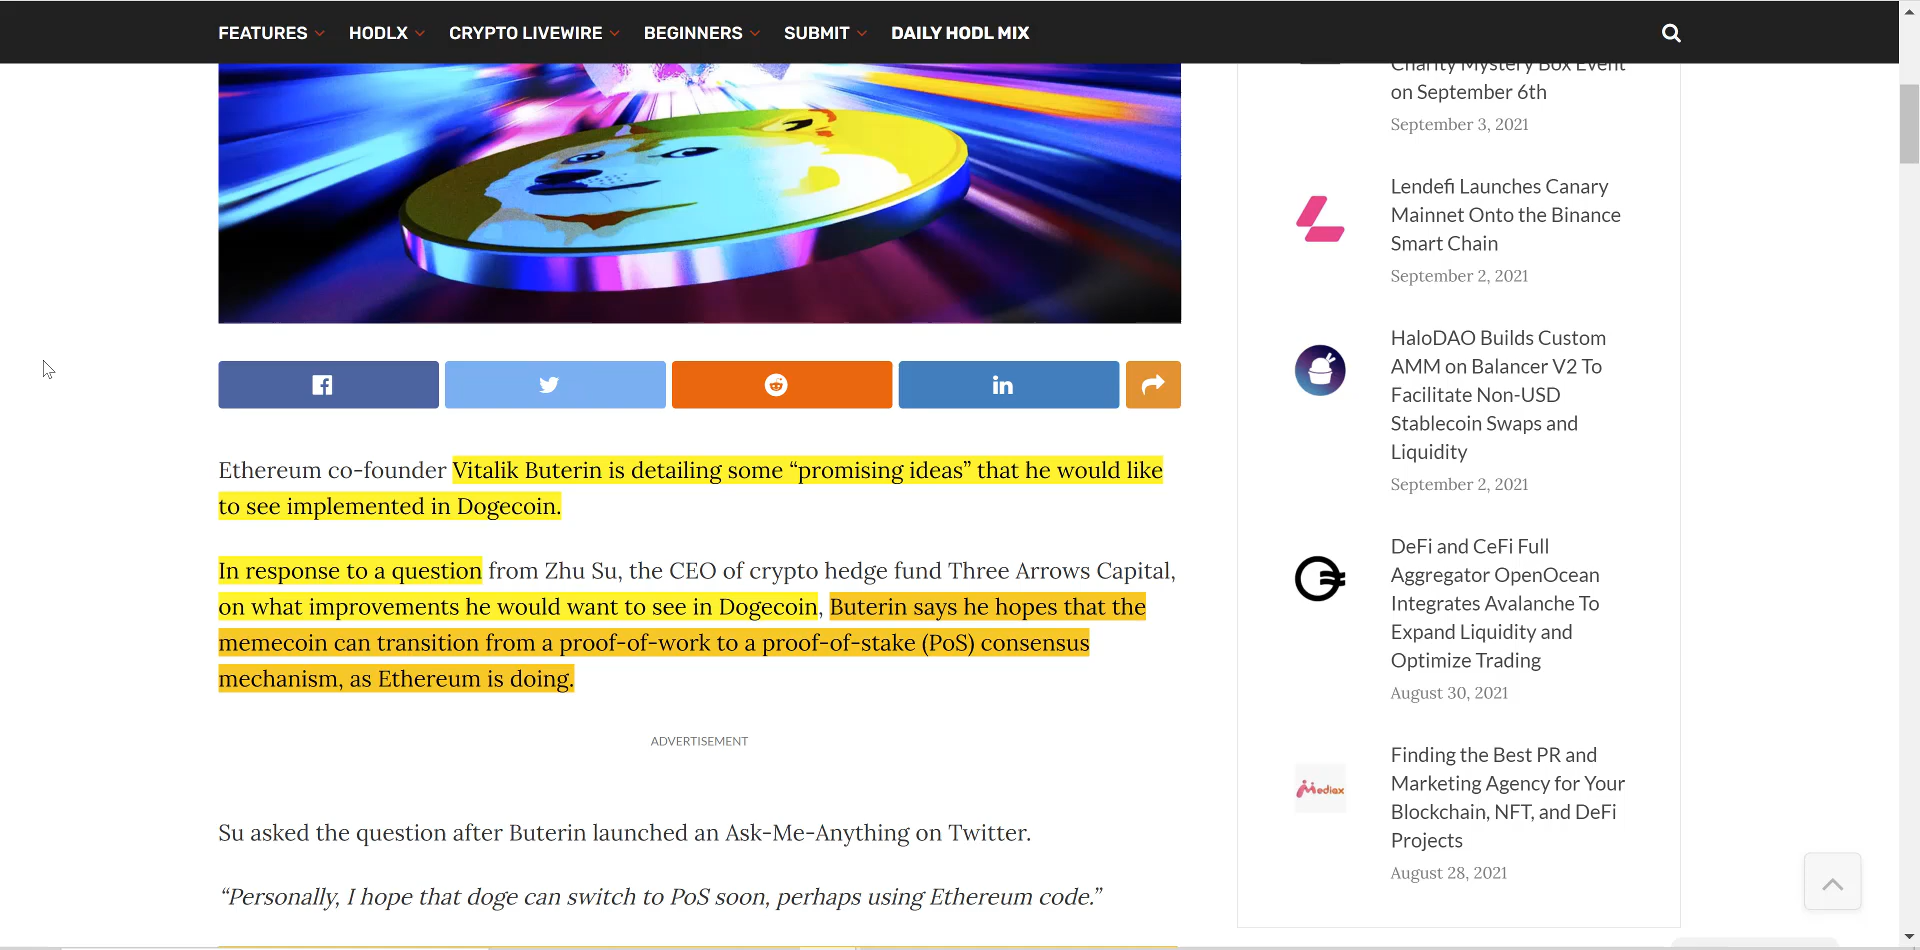 FEATURES HODLX CRYPTO LIVEWIRE BEGINNERS SUBMIT DAILY HODL MIX
Ethereum co-founder Vitalik Buterin is detailing some “promising ideas” that he would like
to see implemented in Dogecoin.
In response to a question from Zhu Su, the CEO of crypto hedge fund Three Arrows Capital,
on what improvements he would want to see in Dogecoin, Buterin says he hopes that the
memecoin can transition from a proof-of-work to a proof-of-stake (PoS) consensus
mechanism, as Ethereum is doing.
ADVERTISEMENT
Su asked the question after Buterin launched an Ask-Me-Anything on Twitter.
“Personally, I hope that doge can switch to PoS soon, perhaps using Ethereum code.”
Charity Mystery Box Event
on September 6th
September 3, 2021
Lendefi Launches Canary
Mainnet Onto the Binance
Smart Chain
September 2, 2021
HaloDAO Builds Custom
AMM on Balancer V2 To
Facilitate Non-USD
Stablecoin Swaps and
Liquidity
September 2, 2021
DeFi and CeFi Full
Aggregator OpenOcean
Integrates Avalanche To
Expand Liquidity and
Optimize Trading
August 30, 2021
Mediax
Finding the Best PR and
Marketing Agency for Your
Blockchain, NFT, and DeFi
Projects
August 28, 2021